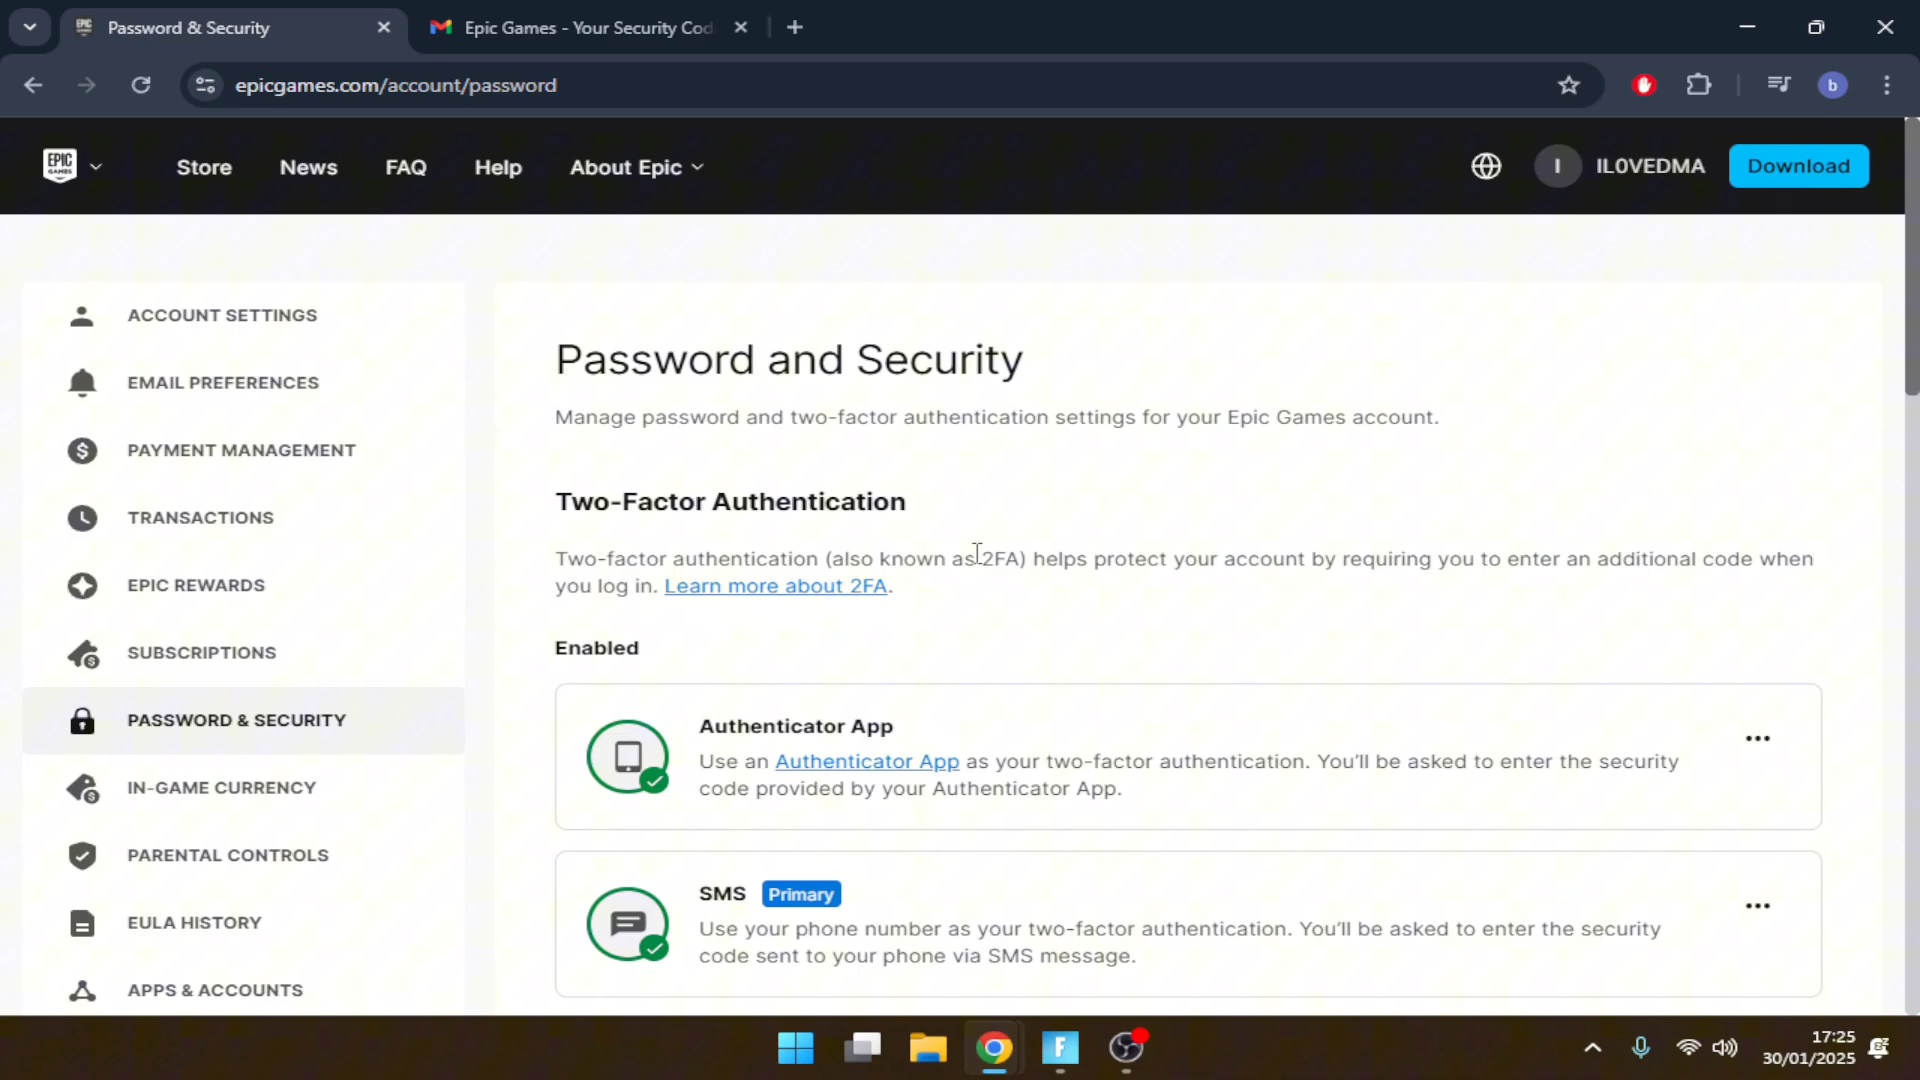 Password & Security
Epic Games - Your Security Cod
epicgames.com/account/password
b
EPIC
GAMES
Store
News
FAQ
Help
About Epic
I
IL0VEDMA
Download
ACCOUNT SETTINGS
EMAIL PREFERENCES
PAYMENT MANAGEMENT
TRANSACTIONS
EPIC REWARDS
SUBSCRIPTIONS
PASSWORD & SECURITY
IN-GAME CURRENCY
PARENTAL CONTROLS
EULA HISTORY
APPS & ACCOUNTS
Password and Security
Manage password and two-factor authentication settings for your Epic Games account.
Two-Factor Authentication
Two-factor authentication (also known as 2FA) helps protect your account by requiring you to enter an additional code when
you log in. Learn more about 2FA.
Enabled
Authenticator App
Use an Authenticator App as your two-factor authentication. You'll be asked to enter the security
code provided by your Authenticator App.
SMS Primary
Use your phone number as your two-factor authentication. You'll be asked to enter the security
code sent to your phone via SMS message.
F
17:25
30/01/2025